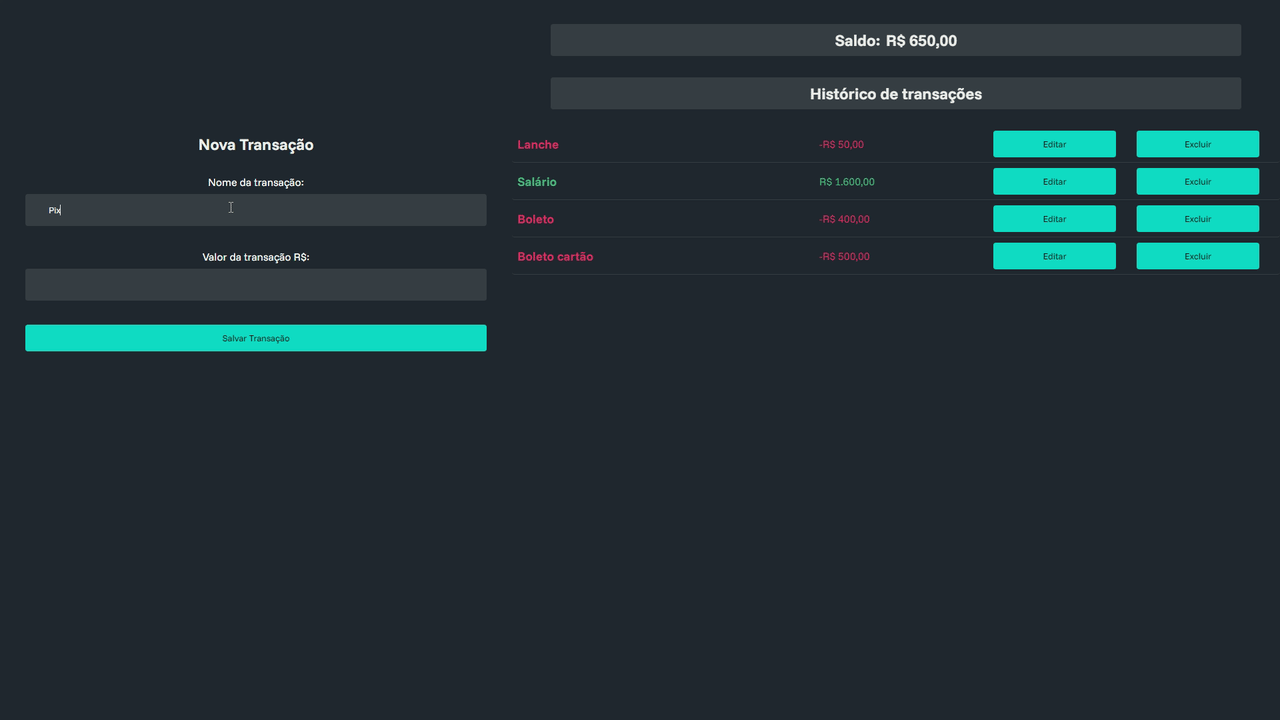 Saldo: R$ 650,00
Histórico de transações
Nova Transação
Nome da transação:
Pix
Valor da transação R$:
Salvar Transação
Lanche -R$ 50,00 Editar Excluir
Salário R$ 1.600,00 Editar Excluir
Boleto -R$ 400,00 Editar Excluir
Boleto cartão -R$ 500,00 Editar Excluir